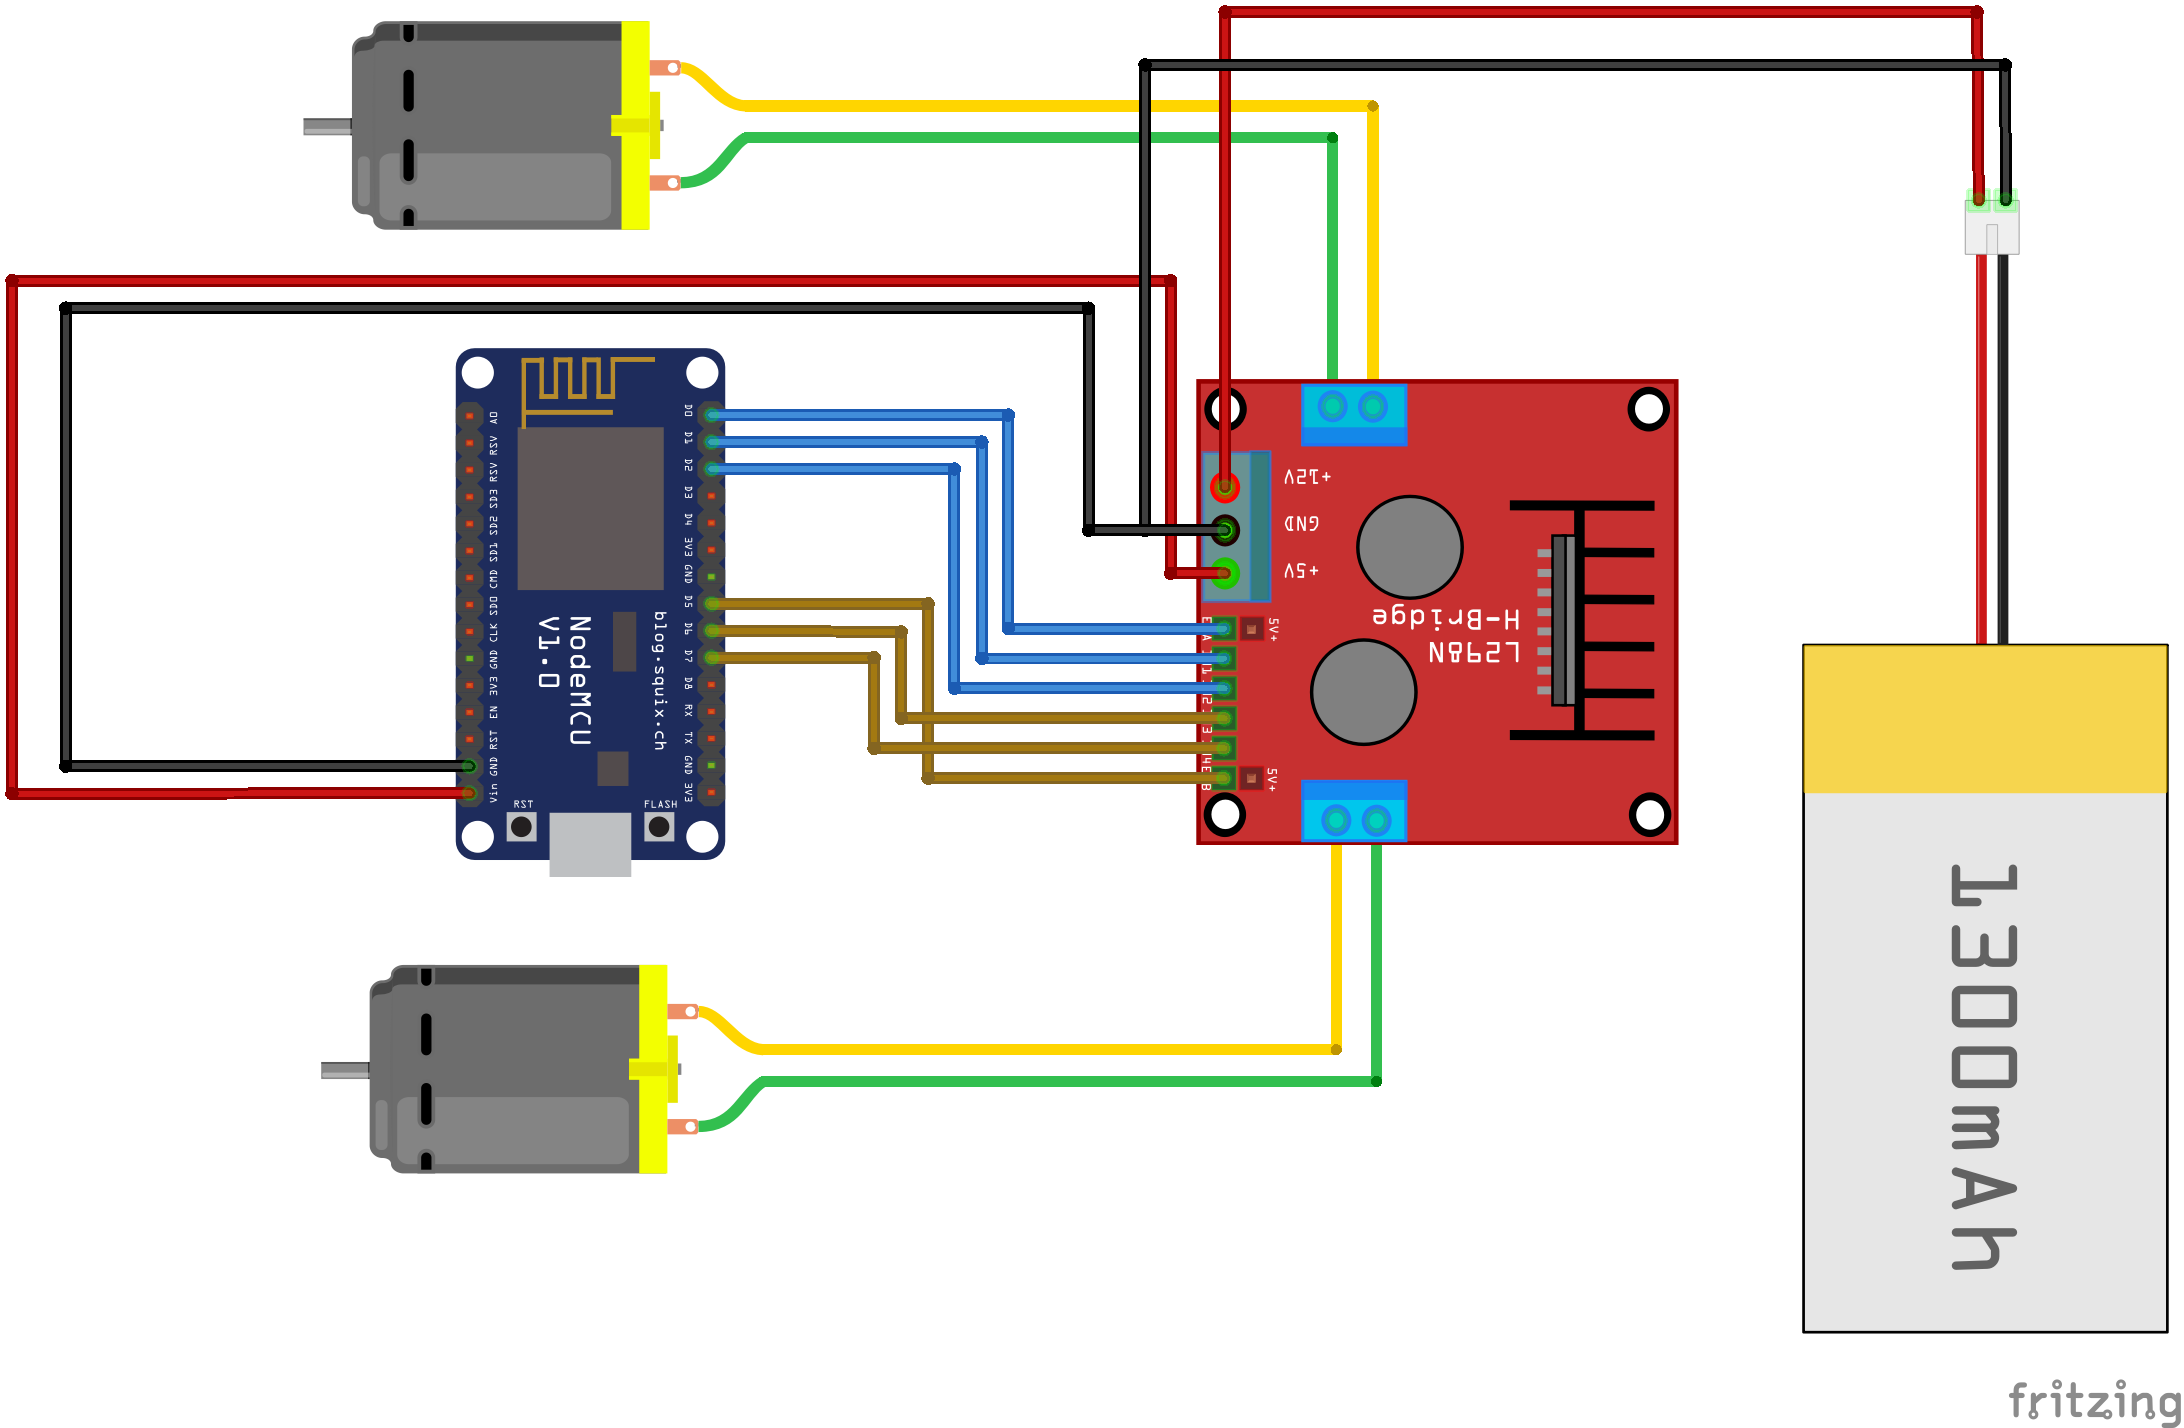 A0
RSV
RSV
SD3
SD2
SD1
CMD
SD0
CLK
GND
3V3
EN
RST
GND
Vin
D0
D1
D2
D3
D4
3V3
GND
D5
D6
D7
D8
RX
TX
GND
3V3
NodeMCU
V1.0
blog.squix.ch
RST
FLASH
+12V
GND
+5V
5V+
5V+
H-Bridge
L298N
1300mAh
fritzing